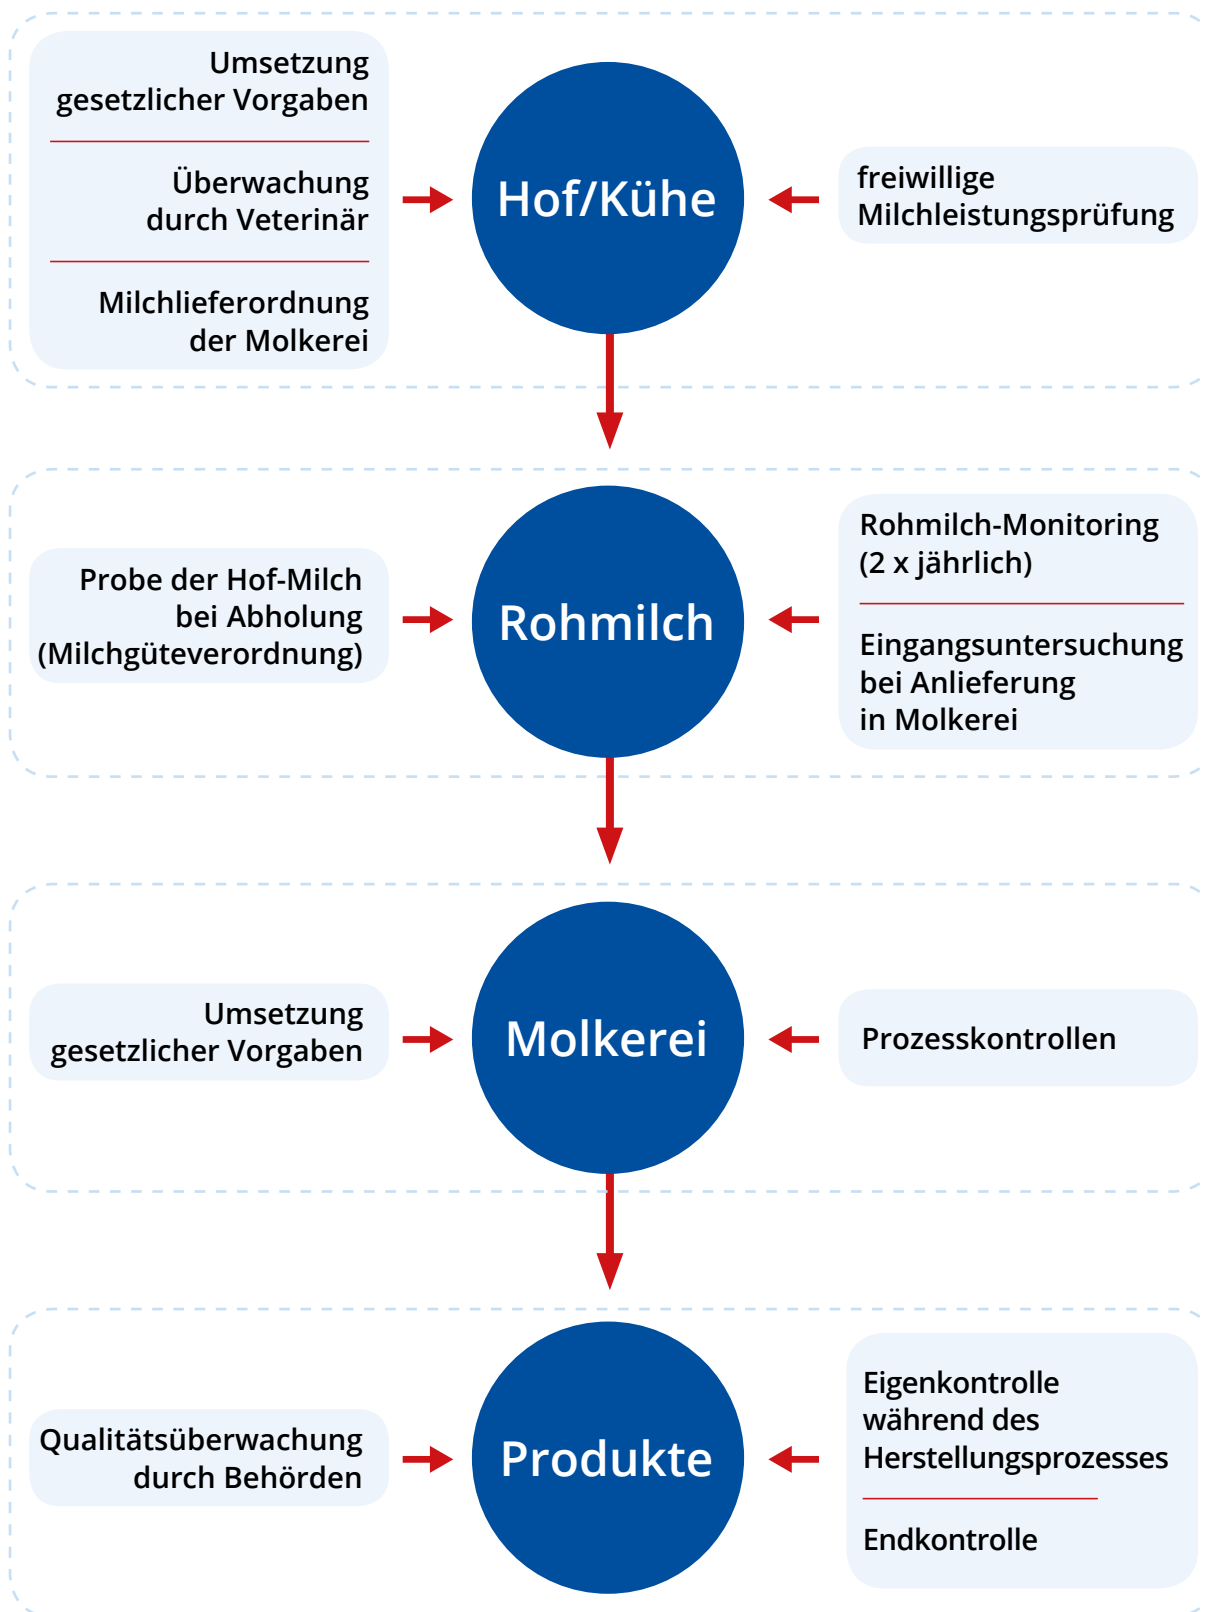 Umsetzung
gesetzlicher Vorgaben
Überwachung
durch Veterinär
Milchlieferordnung
der Molkerei
Hof/Kühe
freiwillige
Milchleistungsprüfung
Probe der Hof-Milch
bei Abholung
(Milchgüteverordnung)
Rohmilch
Rohmilch-Monitoring
(2 x jährlich)
Eingangsuntersuchung
bei Anlieferung
in Molkerei
Umsetzung
gesetzlicher Vorgaben
Molkerei
Prozesskontrollen
Qualitätsüberwachung
durch Behörden
Produkte
Eigenkontrolle
während des
Herstellungsprozesses
Endkontrolle